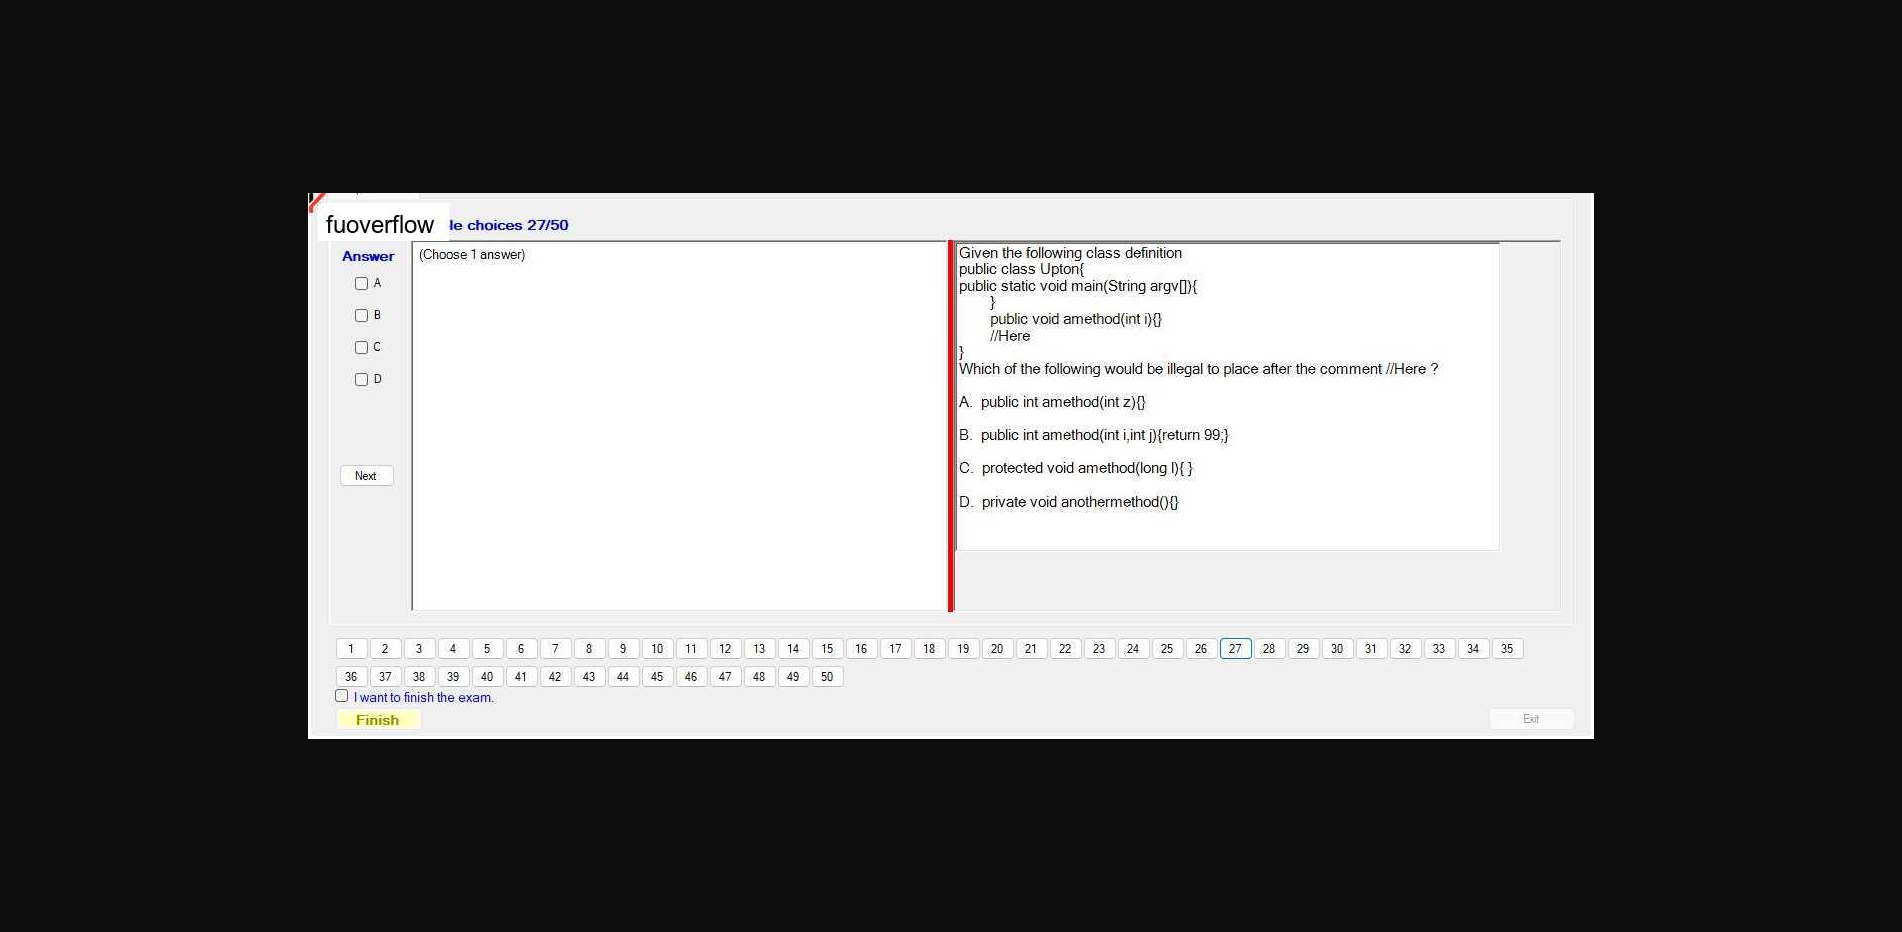 fuoverflow
le choices 27/50
Answer
(Choose 1 answer)
A
B
C
D
Next
Given the following class definition
public class Upton{
public static void main(String argv[]){
}
public void amethod(int i){}
//Here
}
Which of the following would be illegal to place after the comment //Here ?
A. public int amethod(int z){}
B. public int amethod(int i,int j){return 99;}
C. protected void amethod(long l){ }
D. private void anothermethod(){}
1 2 3 4 5 6 7 8 9 10 11 12 13 14 15 16 17 18 19 20 21 22 23 24 25 26 27 28 29 30 31 32 33 34 35
36 37 38 39 40 41 42 43 44 45 46 47 48 49 50
I want to finish the exam.
Finish
Exit